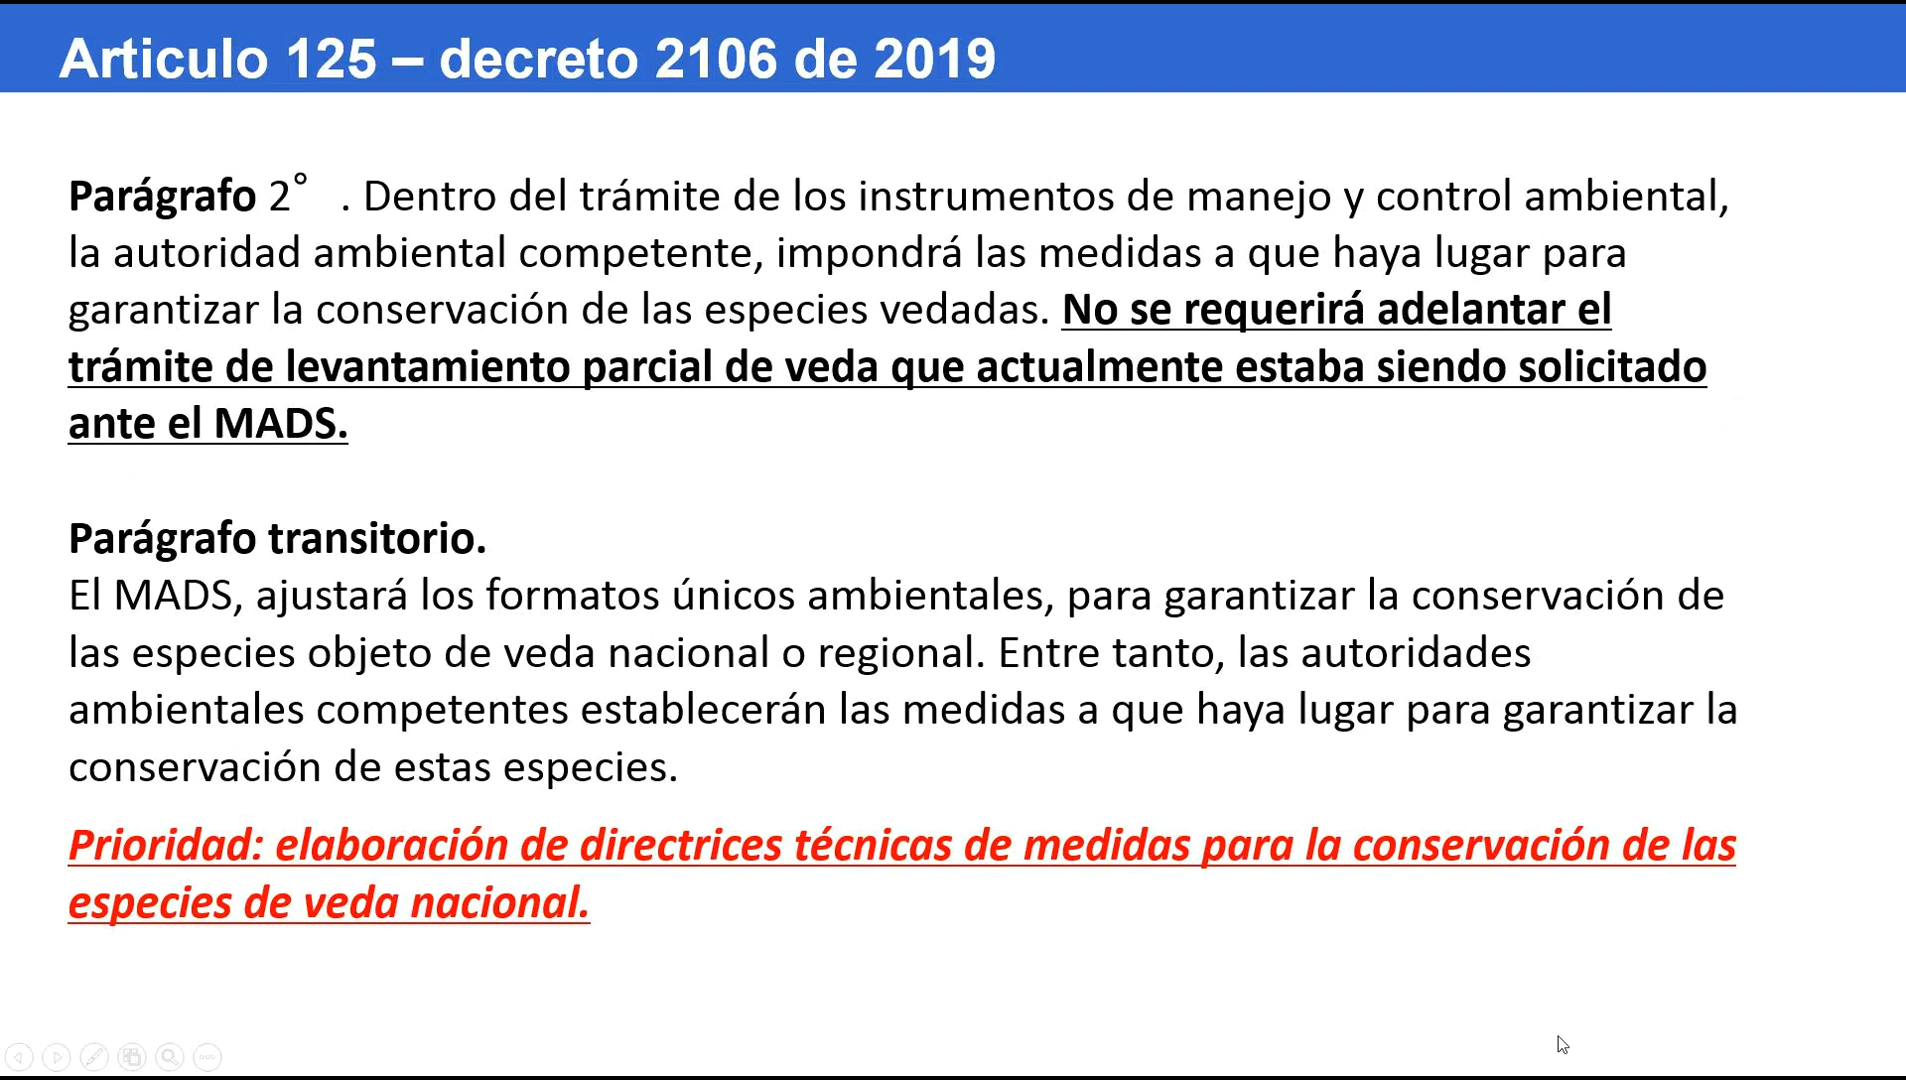 Articulo 125 – decreto 2106 de 2019
Parágrafo 2° . Dentro del trámite de los instrumentos de manejo y control ambiental,
la autoridad ambiental competente, impondrá las medidas a que haya lugar para
garantizar la conservación de las especies vedadas. No se requerirá adelantar el
trámite de levantamiento parcial de veda que actualmente estaba siendo solicitado
ante el MADS.
Parágrafo transitorio.
El MADS, ajustará los formatos únicos ambientales, para garantizar la conservación de
las especies objeto de veda nacional o regional. Entre tanto, las autoridades
ambientales competentes establecerán las medidas a que haya lugar para garantizar la
conservación de estas especies.
Prioridad: elaboración de directrices técnicas de medidas para la conservación de las
especies de veda nacional.